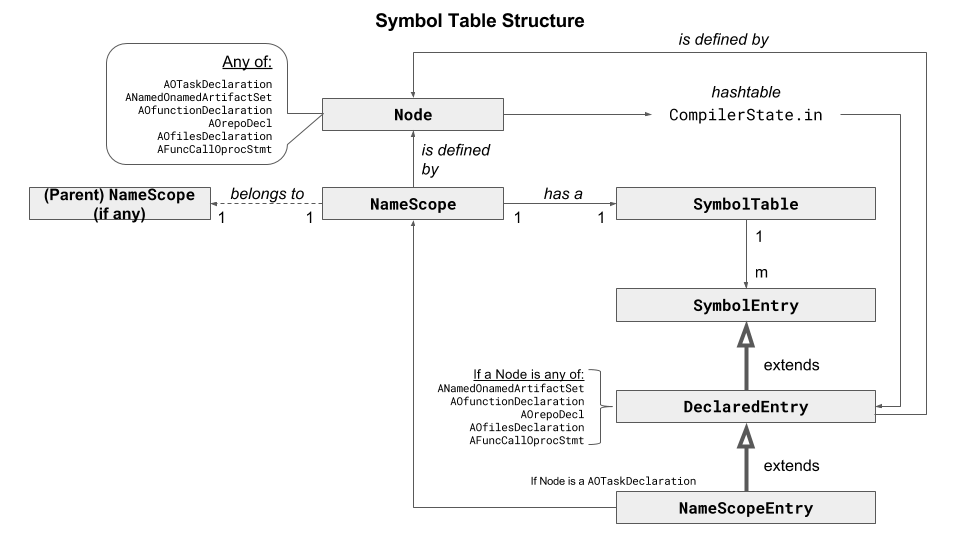 Symbol Table Structure
is defined by
Any of:
AOTaskDeclaration
ANamedOnamedArtifactSet
AOfunctionDeclaration
AOrepoDecl
AOfilesDeclaration
AFuncCallOprocStmt
Node
hashtable
CompilerState.in
is defined
by
(Parent) NameScope
(if any)
belongs to
1
1
NameScope
has a
1
1
SymbolTable
1
m
SymbolEntry
extends
If a Node is any of:
ANamedOnamedArtifactSet
AOfunctionDeclaration
AOrepoDecl
AOfilesDeclaration
AFuncCallOprocStmt
DeclaredEntry
extends
If Node is a AOTaskDeclaration
NameScopeEntry